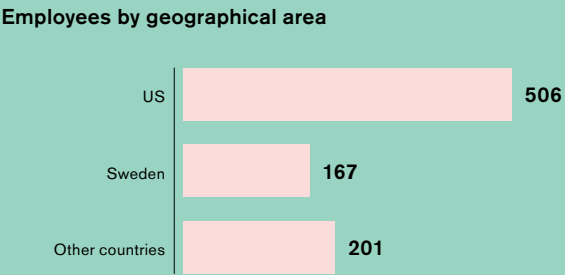 Employees by geographical area
US 506
Sweden 167
Other countries 201